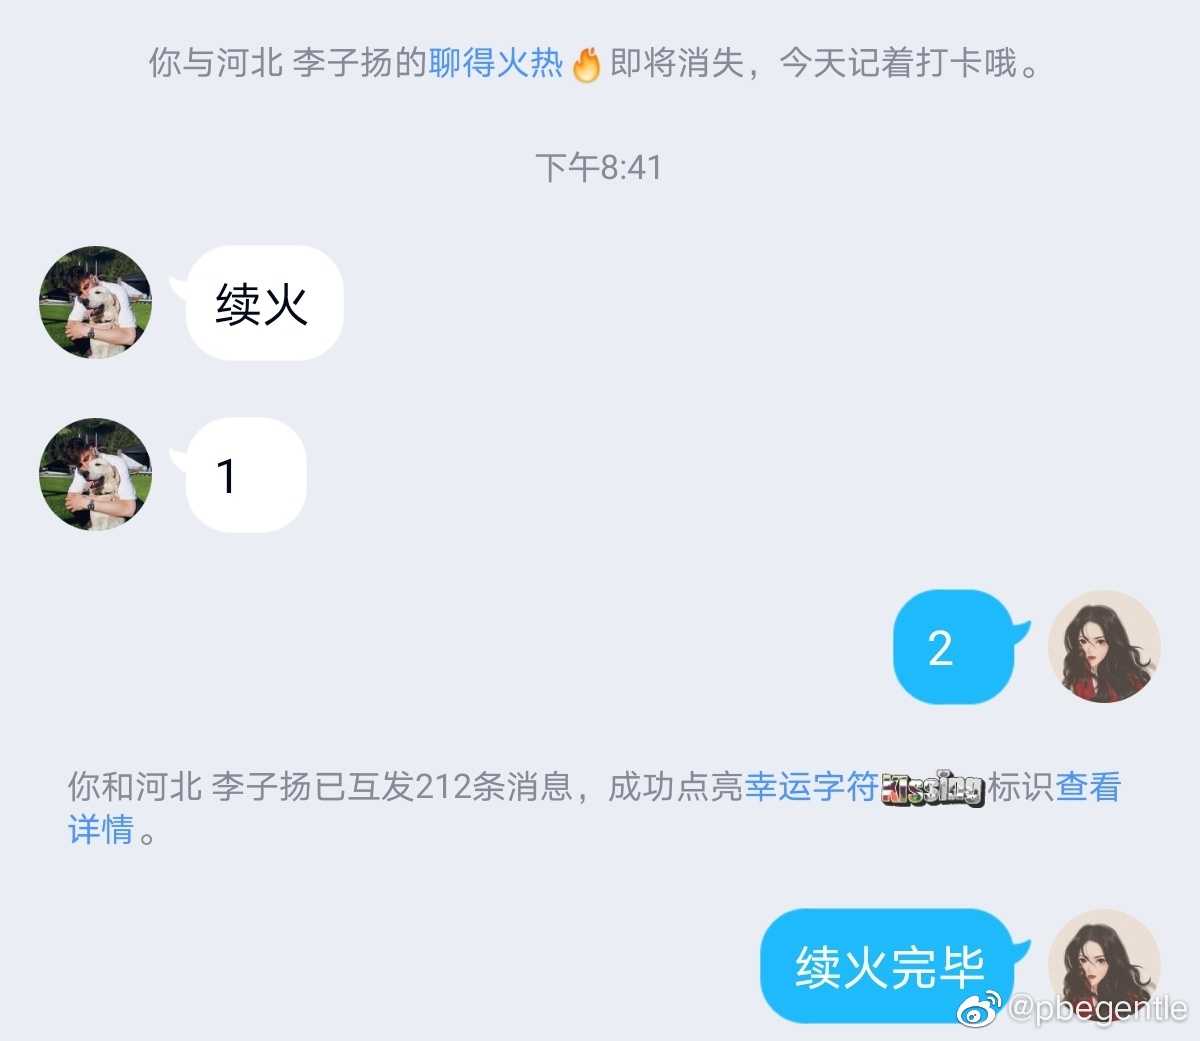 你与河北 李子扬的聊得火热🔥即将消失，今天记着打卡哦。
下午8:41
续火
1
2
你和河北 李子扬已互发212条消息，成功点亮幸运字符Kissing标识查看
详情。
续火完毕
@pbegentle